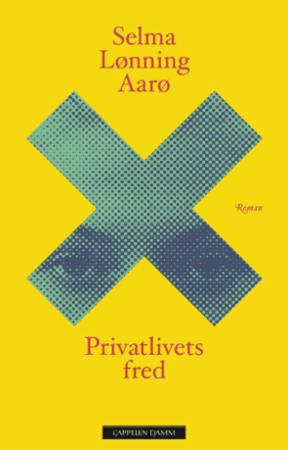 Selma
Lønning
Aarø
Roman
Privatlivets
fred
CAPPELEN DAMM